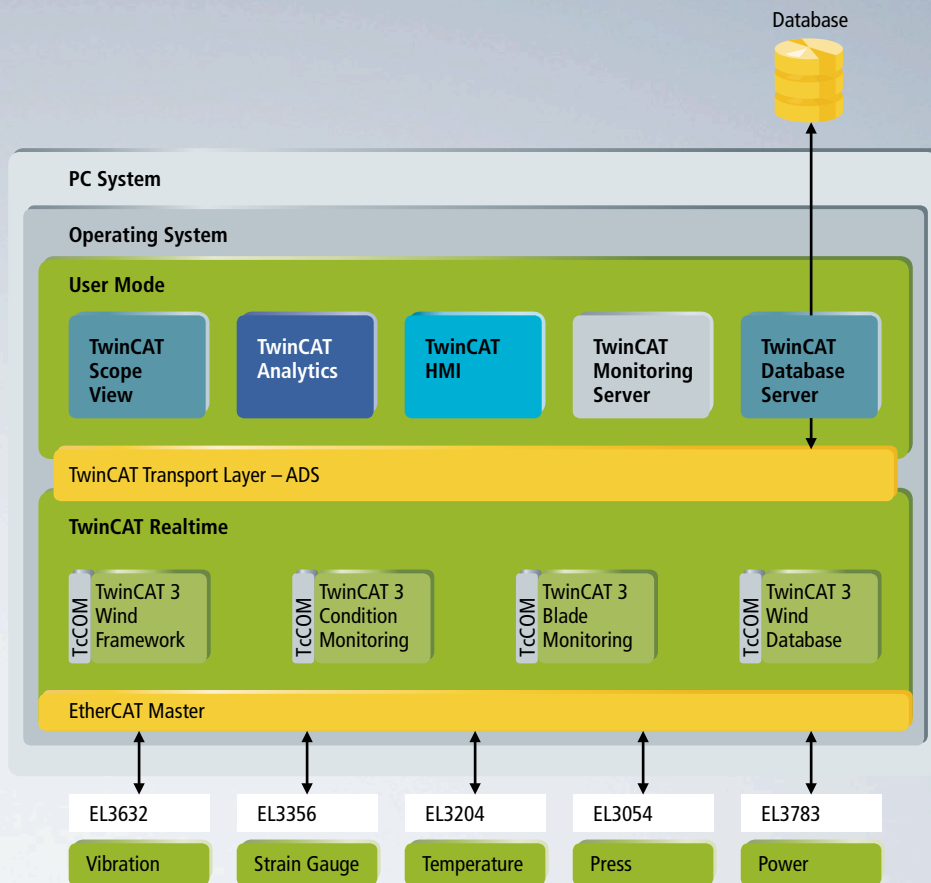 Database
PC System
Operating System
User Mode
TwinCAT
Scope
View
TwinCAT
Analytics
TwinCAT
HMI
TwinCAT
Monitoring
Server
TwinCAT
Database
Server
TwinCAT Transport Layer – ADS
TwinCAT Realtime
TcCOM
TwinCAT 3
Wind
Framework
TcCOM
TwinCAT 3
Condition
Monitoring
TcCOM
TwinCAT 3
Blade
Monitoring
TcCOM
TwinCAT 3
Wind
Database
EtherCAT Master
EL3632
EL3356
EL3204
EL3054
EL3783
Vibration
Strain Gauge
Temperature
Press
Power